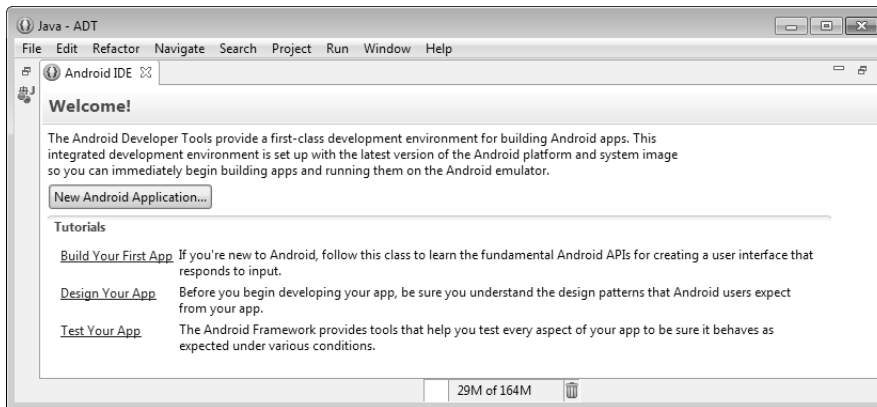 Java - ADT
File Edit Refactor Navigate Search Project Run Window Help
Android IDE
J
Welcome!
The Android Developer Tools provide a first-class development environment for building Android apps. This
integrated development environment is set up with the latest version of the Android platform and system image
so you can immediately begin building apps and running them on the Android emulator.
New Android Application...
Tutorials
Build Your First App If you're new to Android, follow this class to learn the fundamental Android APIs for creating a user interface that
responds to input.
Design Your App Before you begin developing your app, be sure you understand the design patterns that Android users expect
from your app.
Test Your App The Android Framework provides tools that help you test every aspect of your app to be sure it behaves as
expected under various conditions.
29M of 164M